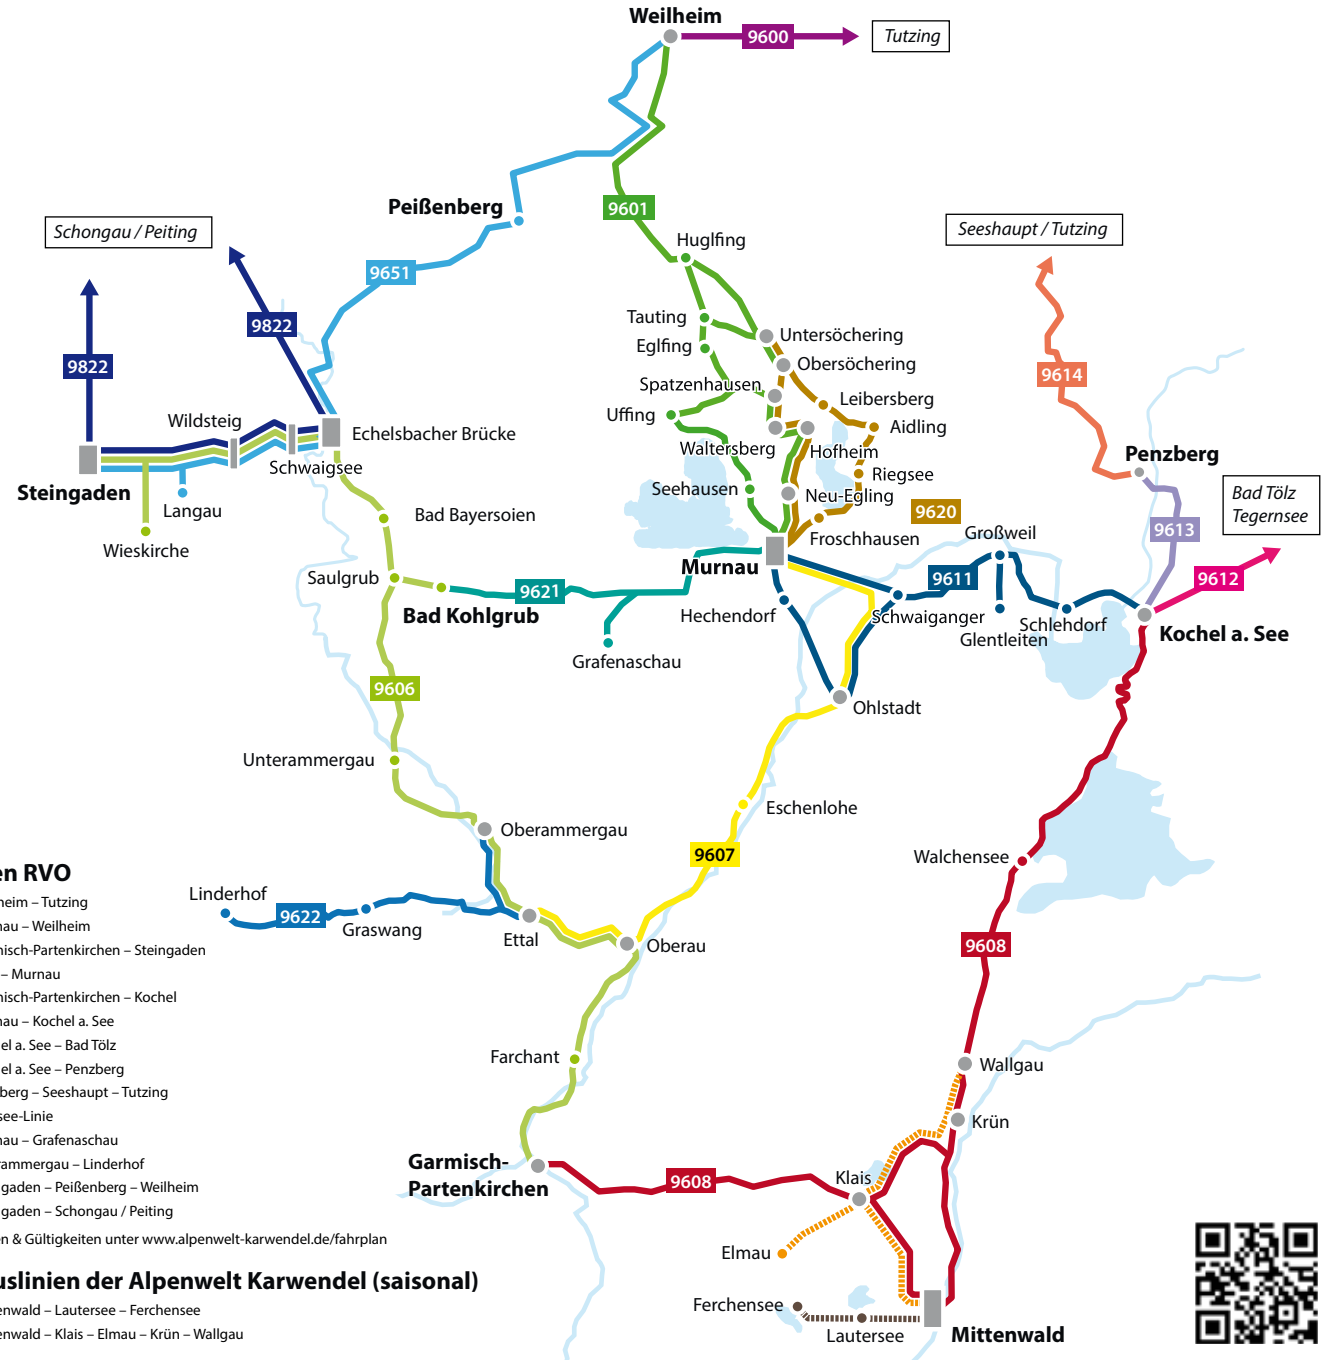 Weilheim
9600
Tutzing
Peißenberg
9601
Schongau / Peiting
Seeshaupt / Tutzing
Huglfing
9651
9822
Tauting
Untersöchering
Eglfing
Obersöchering
9822
9614
Spatzenhausen
Leibersberg
Uffing
Aidling
Wildsteig
Echelsbacher Brücke
Waltersberg
Hofheim
Penzberg
Schwaigsee
Riegsee
Steingaden
Seehausen
Neu-Egling
Bad Tölz
Tegernsee
Langau
Bad Bayersoien
9620
9613
Wieskirche
Froschhausen
Großweil
Murnau
Saulgrub
9621
9611
9612
Bad Kohlgrub
Hechendorf
Schwaiganger
Schlehdorf
Glentleiten
Kochel a. See
Grafenaschau
9606
Ohlstadt
Unterammergau
Eschenlohe
Oberammergau
9607
Walchensee
en RVO
Linderhof
heim – Tutzing
9622
nau – Weilheim
Graswang
Ettal
Oberau
9608
nisch-Partenkirchen – Steingaden
– Murnau
nisch-Partenkirchen – Kochel
nau – Kochel a. See
el a. See – Bad Tölz
Farchant
Wallgau
el a. See – Penzberg
berg – Seeshaupt – Tutzing
see-Linie
Krün
nau – Grafenaschau
rammergau – Linderhof
Garmisch-
Partenkirchen
9608
Klais
gaden – Peißenberg – Weilheim
gaden – Schongau / Peiting
en & Gültigkeiten unter www.alpenwelt-karwendel.de/fahrplan
Elmau
uslinien der Alpenwelt Karwendel (saisonal)
Ferchensee
enwald – Lautersee – Ferchensee
Lautersee
Mittenwald
enwald – Klais – Elmau – Krün – Wallgau